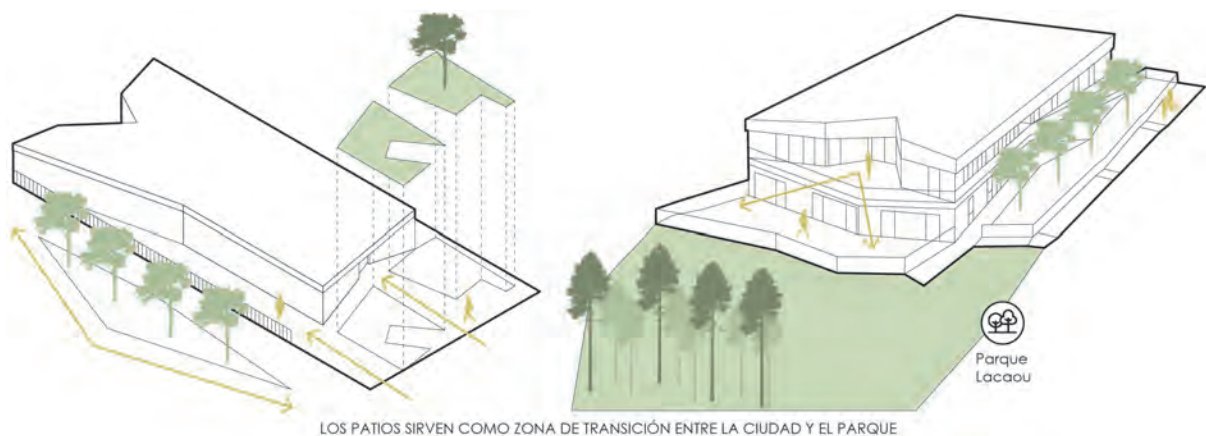 Parque
Lacaou
LOS PATIOS SIRVEN COMO ZONA DE TRANSICIÓN ENTRE LA CIUDAD Y EL PARQUE